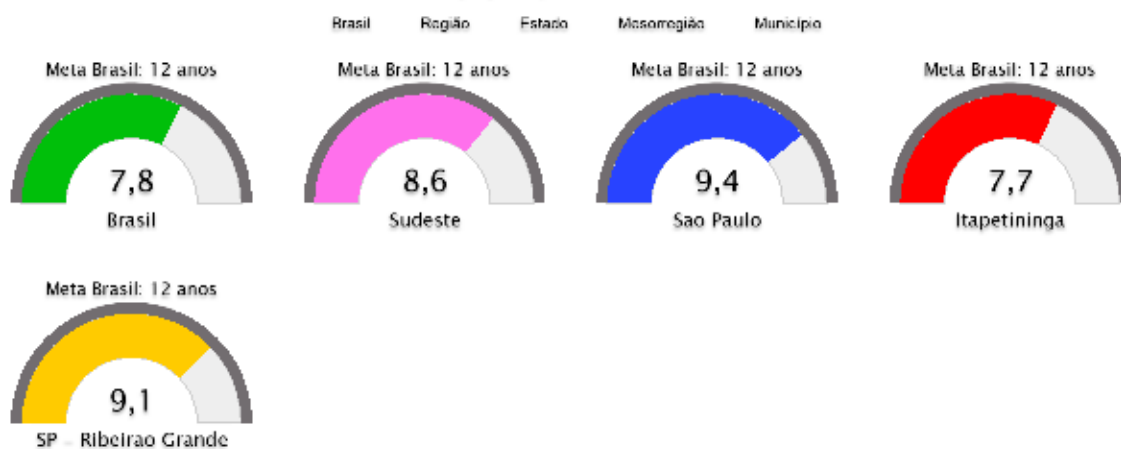 Brasil Região Estado Mesorregião Município
Meta Brasil: 12 anos Meta Brasil: 12 anos Meta Brasil: 12 anos Meta Brasil: 12 anos
7,8 8,6 9,4 7,7
Brasil Sudeste Sao Paulo Itapetininga
Meta Brasil: 12 anos
9,1
SP - Ribeirao Grande